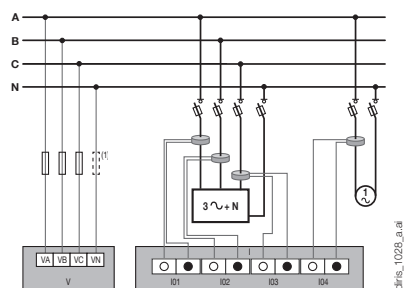 A
B
C
N
(1)
3 ∿ + N
1
∿
VA VB VC VN
V
I
I01 I02 I03 I04
diris_1028_a.ai